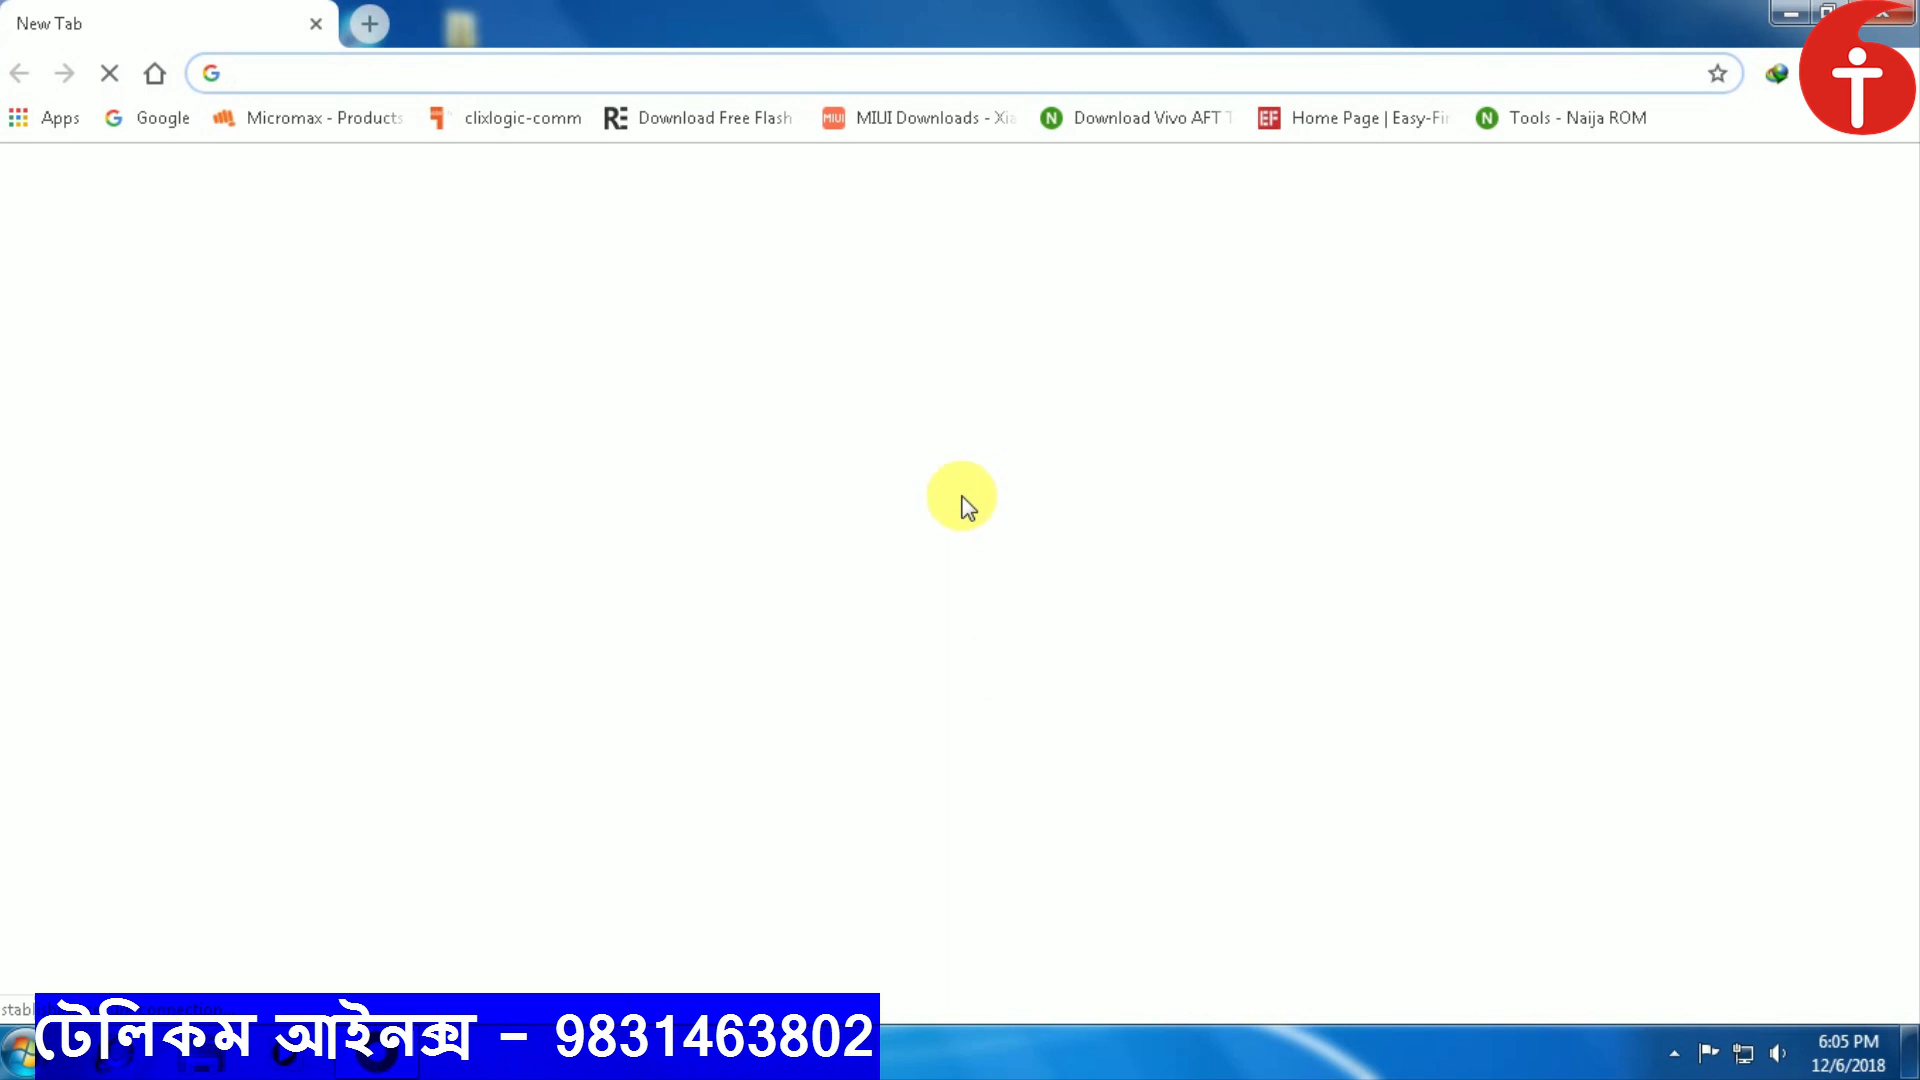 New Tab
Apps
Google
Micromax - Products
clixlogic-comm
Download Free Flash
MIUI Downloads - Xia
Download Vivo AFT T
Home Page | Easy-Fir
Tools - Naija ROM
টেলিকম আইনক্স - 9831463802
6:05 PM
12/6/2018